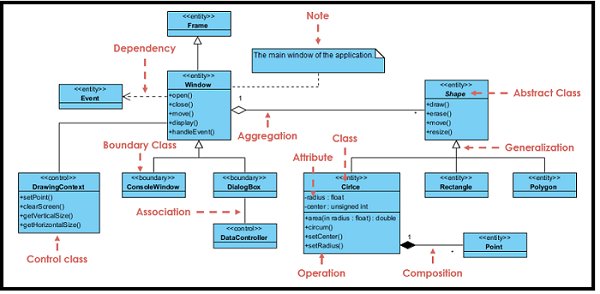 <<entity>>
Frame
Note
Dependency
The main window of the application.
<<entity>>
Event
<<entity>>
Window
+open()
+close()
+move()
+display()
+handleEvent()
1
Aggregation
*
<<entity>>
Shape
+draw()
+erase()
+move()
+resize()
Abstract Class
Generalization
Boundary Class
Class
Attribute
<<control>>
DrawingContext
+setPoint()
+clearScreen()
+getVerticalSize()
+getHorizontalSize()
Control class
<<boundary>>
ConsoleWindow
<<boundary>>
DialogBox
Association
<<control>>
DataController
<<entity>>
Cirlce
-radius : float
-center : unsigned int
+area(in radius : float) : double
+circum()
+setCenter()
+setRadius()
Operation
<<entity>>
Rectangle
<<entity>>
Polygon
1
<<entity>>
Point
Composition